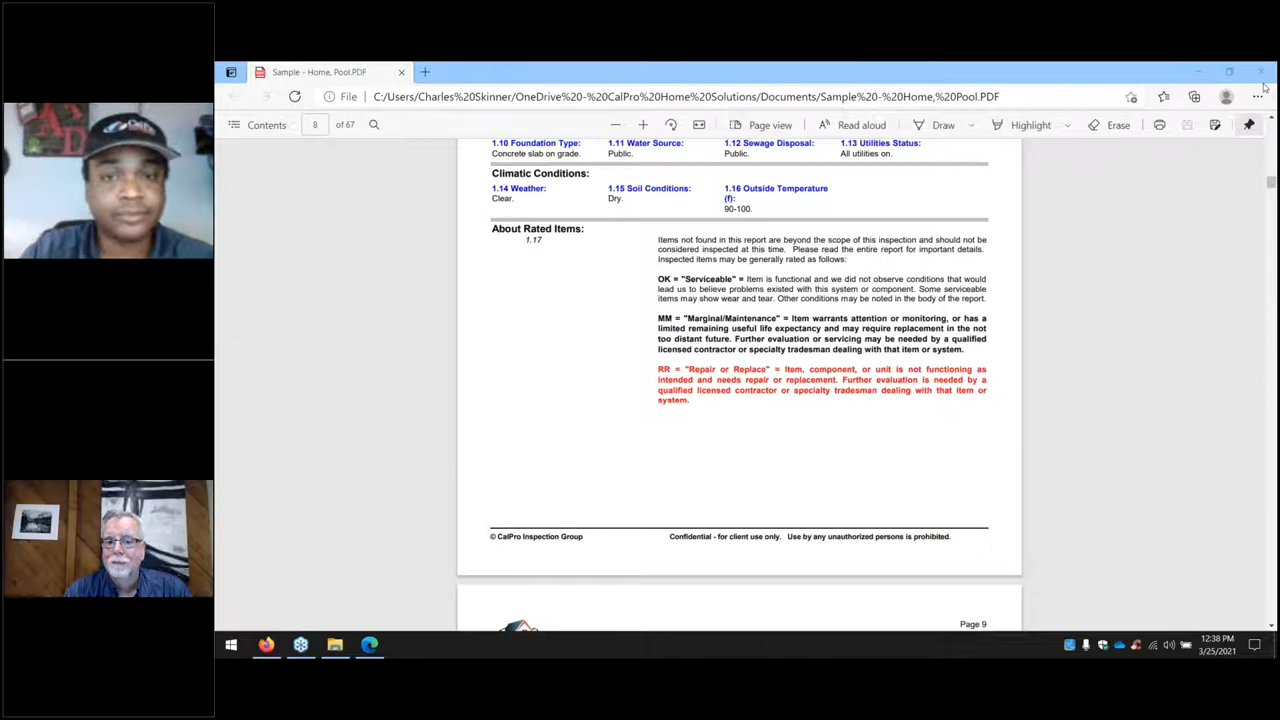 Sample - Home, Pool.PDF
File
C:/Users/Charles%20Skinner/OneDrive%20-%20CalPro%20Home%20Solutions/Documents/Sample%20-%20Home,%20Pool.PDF
Contents
8
of 67
Page view
Read aloud
Draw
Highlight
Erase
1.10 Foundation Type:
Concrete slab on grade.
1.11 Water Source:
Public.
1.12 Sewage Disposal:
Public.
1.13 Utilities Status:
All utilities on.
Climatic Conditions:
1.14 Weather:
Clear.
1.15 Soil Conditions:
Dry.
1.16 Outside Temperature
(f):
90-100.
About Rated Items:
1.17
Items not found in this report are beyond the scope of this inspection and should not be
considered inspected at this time. Please read the entire report for important details.
Inspected items may be generally rated as follows:
OK = "Serviceable" = Item is functional and we did not observe conditions that would
lead us to believe problems existed with this system or component. Some serviceable
items may show wear and tear. Other conditions may be noted in the body of the report.
MM = "Marginal/Maintenance" = Item warrants attention or monitoring, or has a
limited remaining useful life expectancy and may require replacement in the not
too distant future. Further evaluation or servicing may be needed by a qualified
licensed contractor or specialty tradesman dealing with that item or system.
RR = "Repair or Replace" = Item, component, or unit is not functioning as
intended and needs repair or replacement. Further evaluation is needed by a
qualified licensed contractor or specialty tradesman dealing with that item or
system.
© CalPro Inspection Group
Confidential - for client use only. Use by any unauthorized persons is prohibited.
Page 9
12:38 PM
3/25/2021